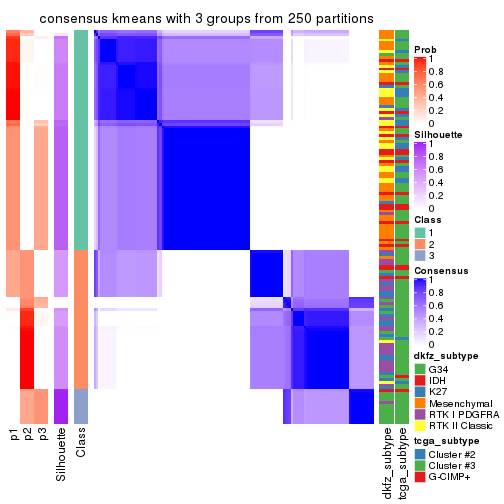 consensus kmeans with 3 groups from 250 partitions
Prob
1
0.8
0.6
0.4
0.2
0
Silhouette
1
0.8
0.6
0.4
0.2
0
Class
1
2
3
Consensus
1
0.8
0.6
0.4
0.2
0
dkfz_subtype
G34
IDH
K27
Mesenchymal
RTK I PDGFRA
RTK II Classic
tcga_subtype
Cluster #2
Cluster #3
G-CIMP+
p1
p2
p3
Silhouette
Class
dkfz_subtype
tcga_subtype